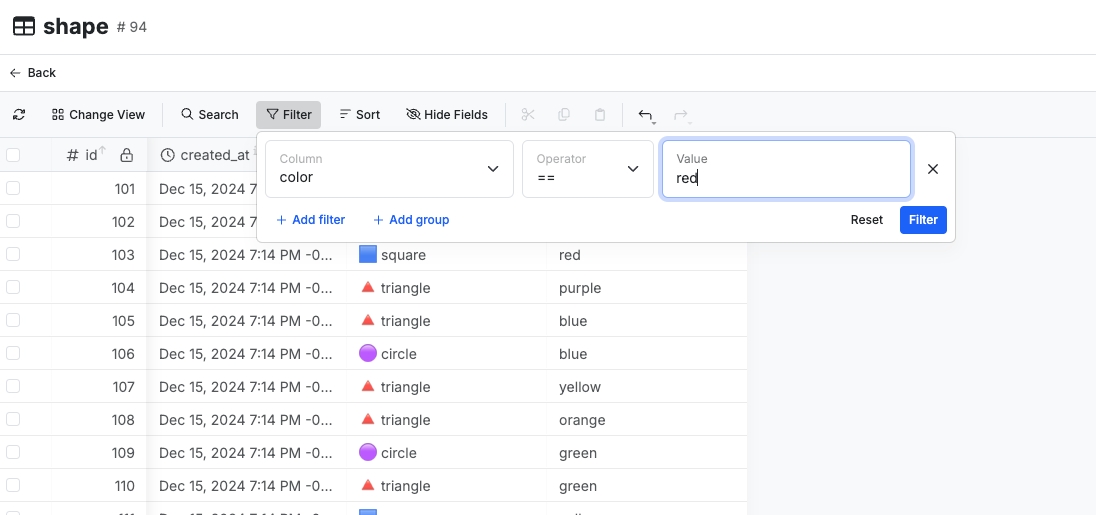 shape # 94
Back
Change View Search Filter Sort Hide Fields
# id created_at
Column color Operator == Value red
Add filter Add group Reset Filter
101 Dec 15, 2024 7
102 Dec 15, 2024 7
103 Dec 15, 2024 7:14 PM -0... square red
104 Dec 15, 2024 7:14 PM -0... triangle purple
105 Dec 15, 2024 7:14 PM -0... triangle blue
106 Dec 15, 2024 7:14 PM -0... circle blue
107 Dec 15, 2024 7:14 PM -0... triangle yellow
108 Dec 15, 2024 7:14 PM -0... triangle orange
109 Dec 15, 2024 7:14 PM -0... circle green
110 Dec 15, 2024 7:14 PM -0... triangle green